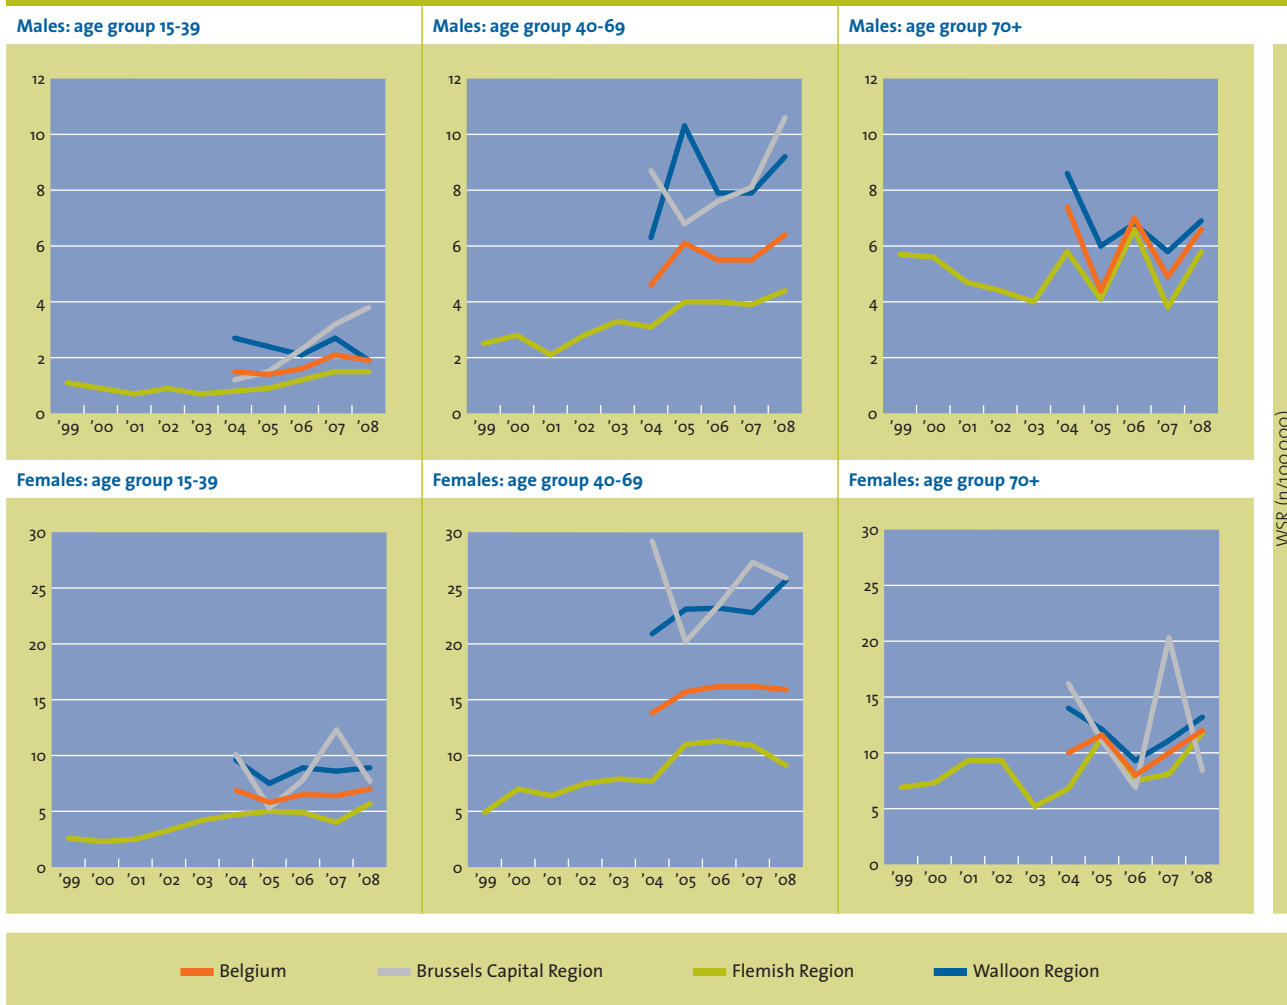 Males: age group 15-39
Males: age group 40-69
Males: age group 70+
12
10
8
6
4
2
0
'99 '00 '01 '02 '03 '04 '05 '06 '07 '08
12
10
8
6
4
2
0
'99 '00 '01 '02 '03 '04 '05 '06 '07 '08
12
10
8
6
4
2
0
'99 '00 '01 '02 '03 '04 '05 '06 '07 '08
WSR (n/100,000)
Females: age group 15-39
Females: age group 40-69
Females: age group 70+
30
25
20
15
10
5
0
'99 '00 '01 '02 '03 '04 '05 '06 '07 '08
30
25
20
15
10
5
0
'99 '00 '01 '02 '03 '04 '05 '06 '07 '08
30
25
20
15
10
5
0
'99 '00 '01 '02 '03 '04 '05 '06 '07 '08
Belgium
Brussels Capital Region
Flemish Region
Walloon Region